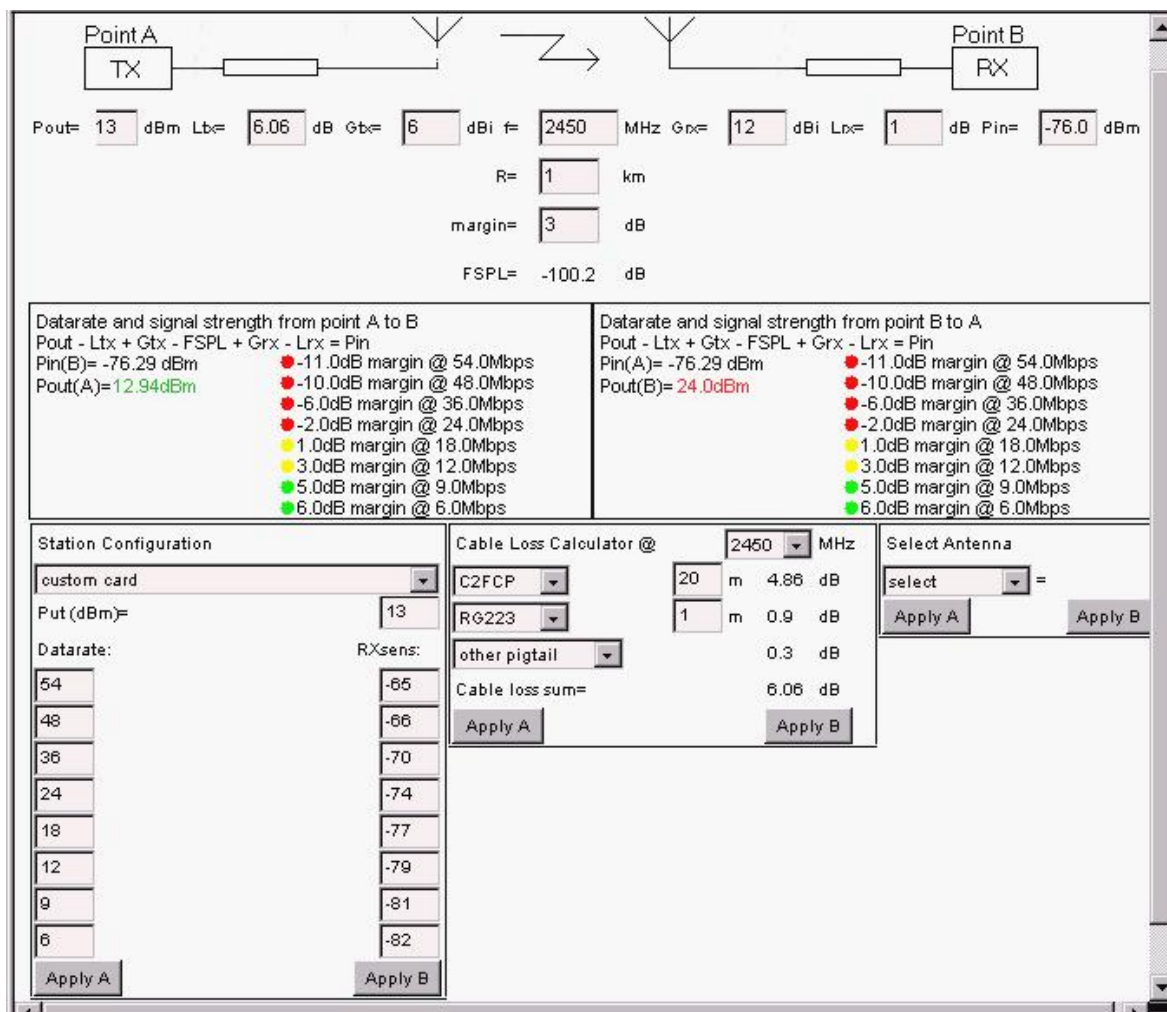 Point A
Point B
TX
RX
Pout= 13 dBm Ltx= 6.06 dB Gtx= 6 dBi f= 2450 MHz Grx= 12 dBi Lrx= 1 dB Pin= -76.0 dBm
R= 1 km
margin= 3 dB
FSPL= -100.2 dB
Datarate and signal strength from point A to B
Pout - Ltx + Gtx - FSPL + Grx - Lrx = Pin
Pin(B)= -76.29 dBm -11.0dB margin @ 54.0Mbps
Pout(A)=12.94dBm -10.0dB margin @ 48.0Mbps
-6.0dB margin @ 36.0Mbps
-2.0dB margin @ 24.0Mbps
1.0dB margin @ 18.0Mbps
3.0dB margin @ 12.0Mbps
5.0dB margin @ 9.0Mbps
6.0dB margin @ 6.0Mbps
Datarate and signal strength from point B to A
Pout - Ltx + Gtx - FSPL + Grx - Lrx = Pin
Pin(A)= -76.29 dBm -11.0dB margin @ 54.0Mbps
Pout(B)= 24.0dBm -10.0dB margin @ 48.0Mbps
-6.0dB margin @ 36.0Mbps
-2.0dB margin @ 24.0Mbps
1.0dB margin @ 18.0Mbps
3.0dB margin @ 12.0Mbps
5.0dB margin @ 9.0Mbps
6.0dB margin @ 6.0Mbps
Station Configuration
custom card
Put (dBm)= 13
Datarate: RXsens:
54 -65
48 -66
36 -70
24 -74
18 -77
12 -79
9 -81
6 -82
Apply A Apply B
Cable Loss Calculator @ 2450 MHz
C2FCP 20 m 4.86 dB
RG223 1 m 0.9 dB
other pigtail 0.3 dB
Cable loss sum= 6.06 dB
Apply A Apply B
Select Antenna
select =
Apply A Apply B